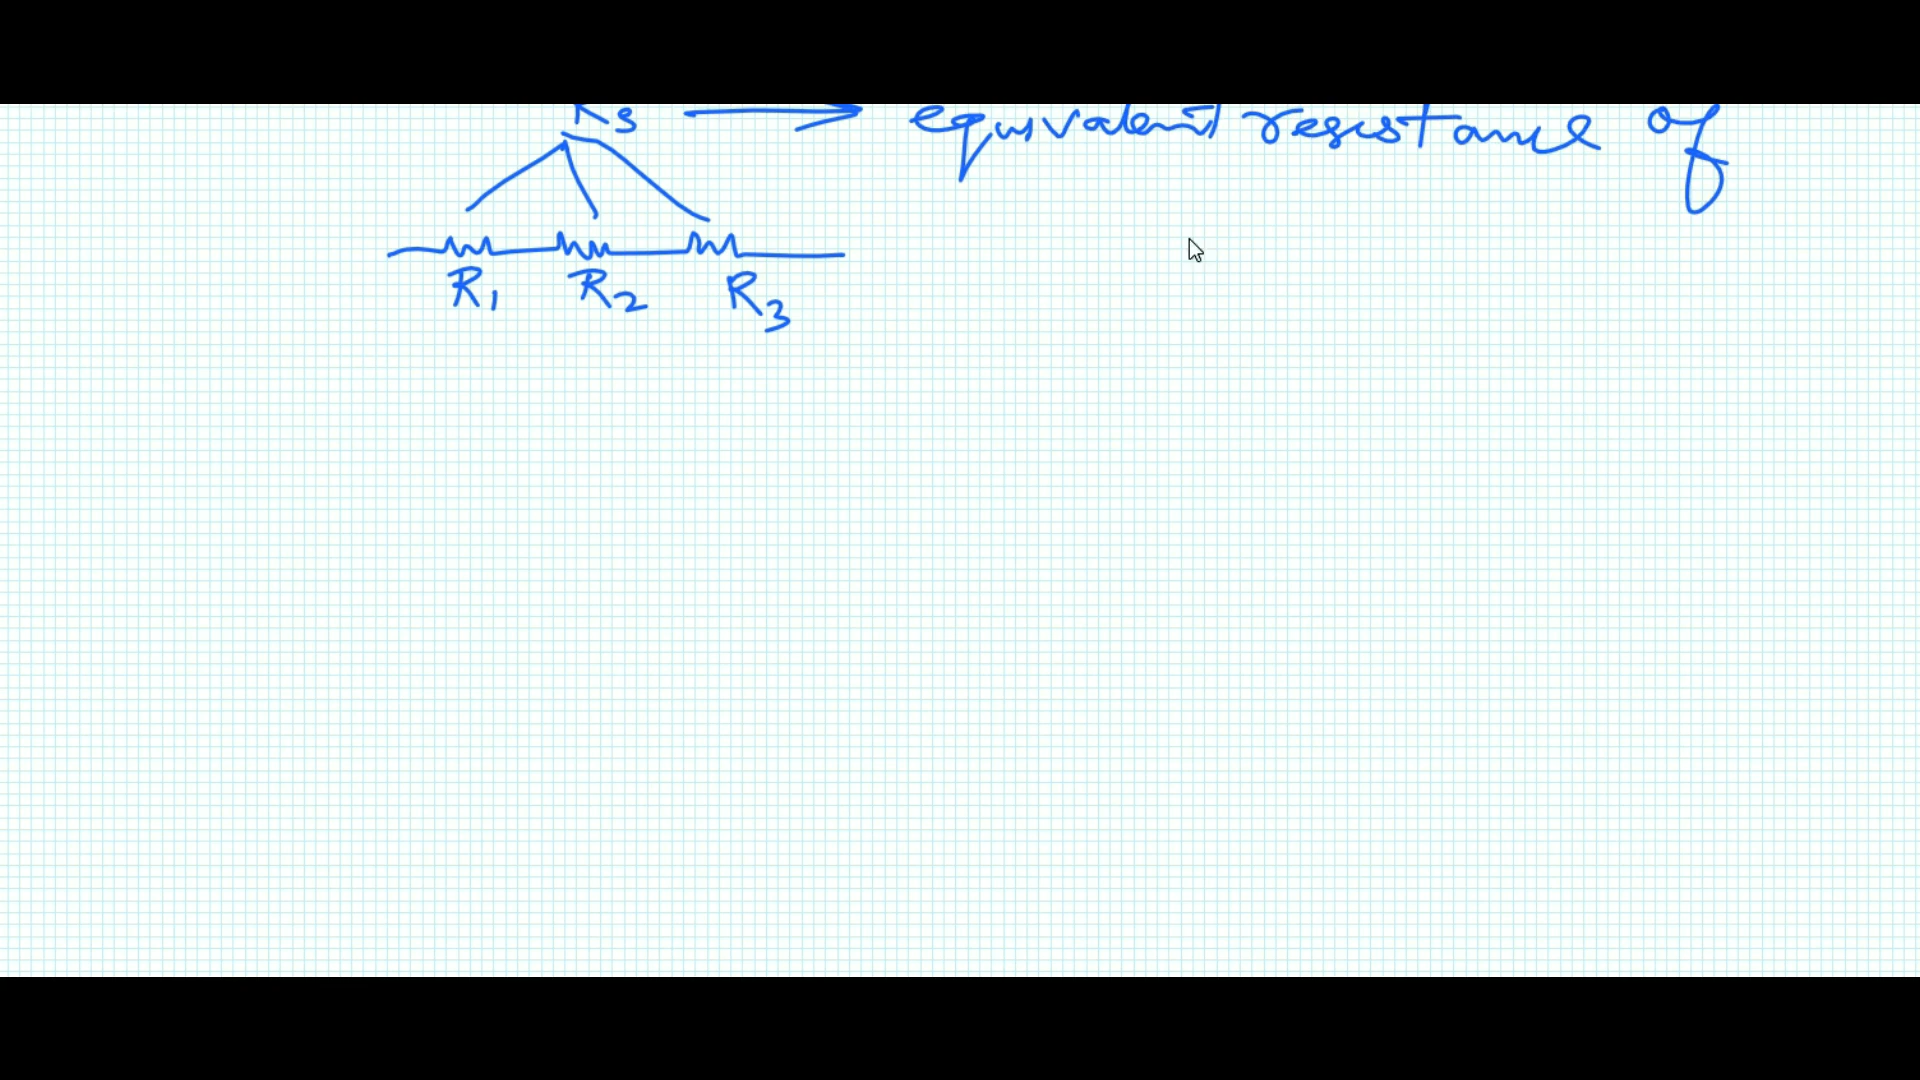 Rs → equivalent resistance of
R1 R2 R3